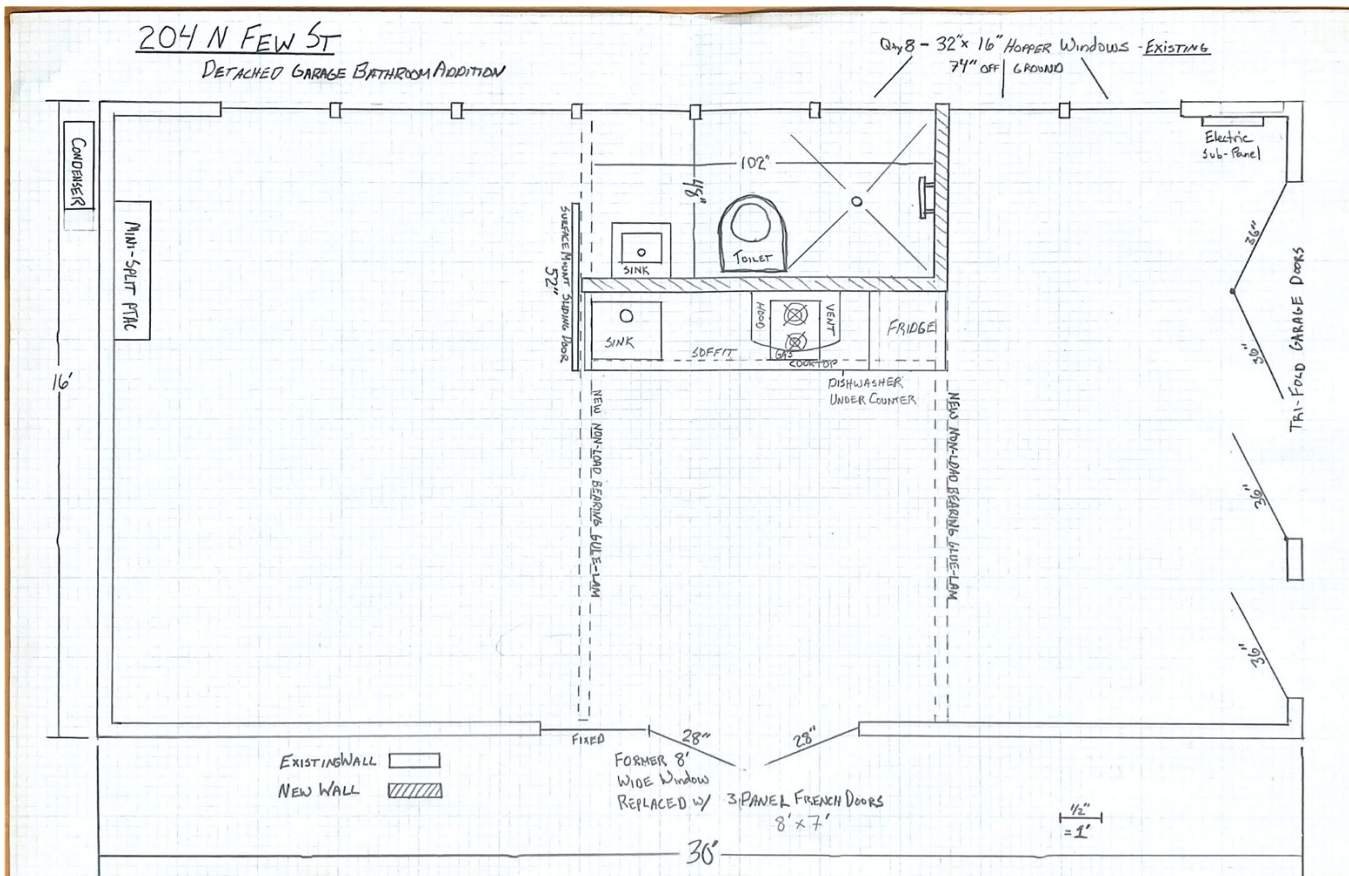 204 N FEW ST
DETACHED GARAGE BATHROOM ADDITION
Qty 8 - 32" x 16" HOPPER WINDOWS - EXISTING
74" OFF GROUND
CONDENSER
MINI-SPLIT PTAC
16'
Electric
Sub-Panel
102"
48"
SINK
TOILET
SURFACE MOUNT SLIDING DOOR
52"
SINK
SOFFIT
HOOD
VENT
GAS
COOKTOP
FRIDGE
DISHWASHER
UNDER COUNTER
NEW NON-LOAD BEARING GULE-LAM
NEW NON-LOAD BEARING GLUE-LAM
36"
36"
TRI-FOLD GARAGE DOORS
36"
36"
FIXED
28"
28"
FORMER 8'
WIDE WINDOW
REPLACED W/ 3 PANEL FRENCH DOORS
8' x 7'
EXISTING WALL
NEW WALL
1/2"
= 1'
30'